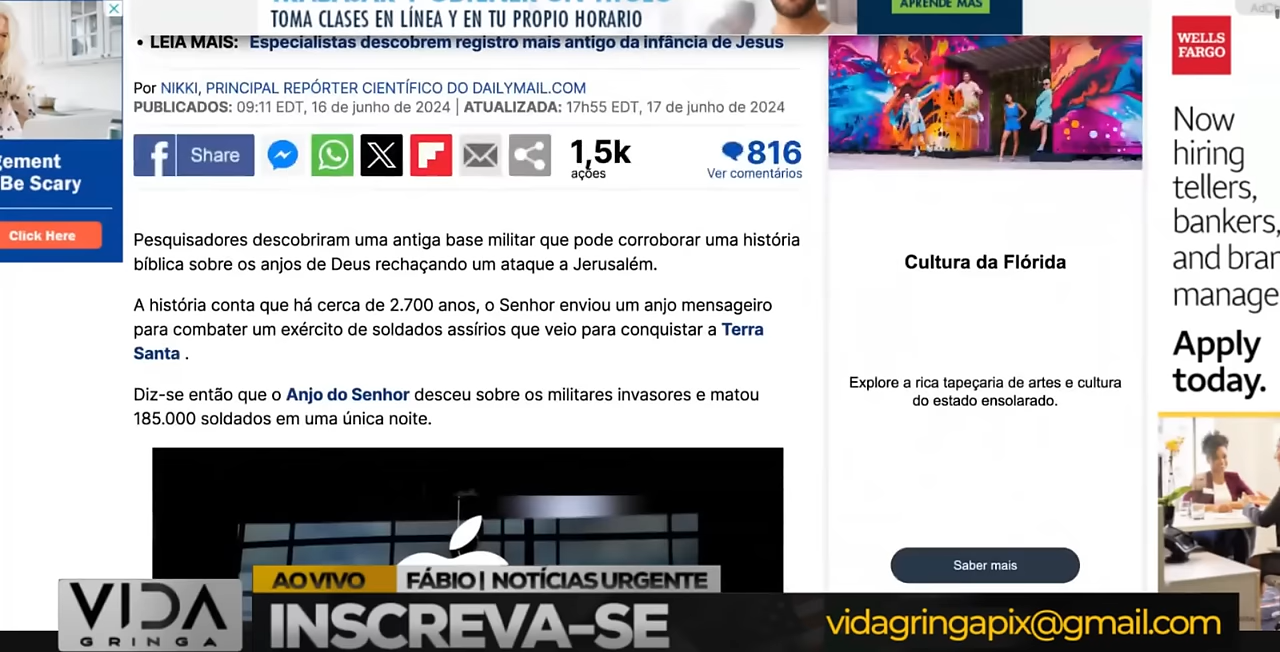 TOMA CLASES EN LÍNEA Y EN TU PROPIO HORARIO
APRENDE MÁS
• LEIA MAIS: Especialistas descobrem registro mais antigo da infância de Jesus
Por NIKKI, PRINCIPAL REPÓRTER CIENTÍFICO DO DAILYMAIL.COM
PUBLICADOS: 09:11 EDT, 16 de junho de 2024 | ATUALIZADA: 17h55 EDT, 17 de junho de 2024
Share
1,5k
ações
816
Ver comentários
Be Scary
Click Here
Pesquisadores descobriram uma antiga base militar que pode corroborar uma história
bíblica sobre os anjos de Deus rechaçando um ataque a Jerusalém.
A história conta que há cerca de 2.700 anos, o Senhor enviou um anjo mensageiro
para combater um exército de soldados assírios que veio para conquistar a Terra
Santa .
Diz-se então que o Anjo do Senhor desceu sobre os militares invasores e matou
185.000 soldados em uma única noite.
Cultura da Flórida
Explore a rica tapeçaria de artes e cultura
do estado ensolarado.
Saber mais
WELLS
FARGO
Now
hiring
tellers,
bankers,
and
manage
Apply
today.
VIDA
GRINGA
AO VIVO
FÁBIO | NOTÍCIAS URGENTE
INSCREVA-SE
vidagringapix@gmail.com